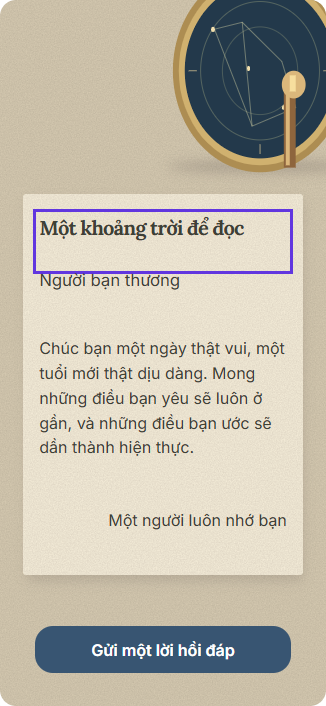 Một khoảng trời để đọc
Người bạn thương
Chúc bạn một ngày thật vui, một
tuổi mới thật dịu dàng. Mong
những điều bạn yêu sẽ luôn ở
gần, và những điều bạn ước sẽ
dần thành hiện thực.
Một người luôn nhớ bạn
Gửi một lời hồi đáp